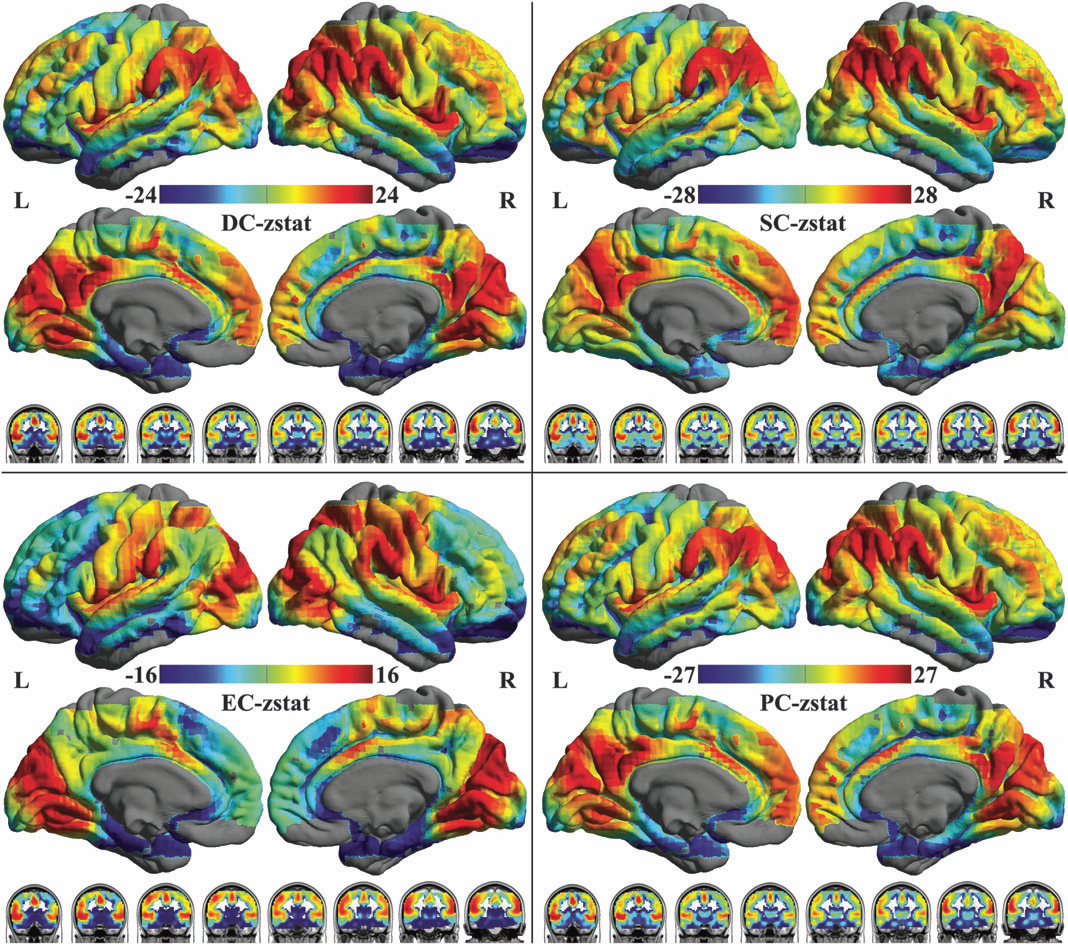 -24 24
L R
DC-zstat
-28 28
L R
SC-zstat
-16 16
L R
EC-zstat
-27 27
L R
PC-zstat